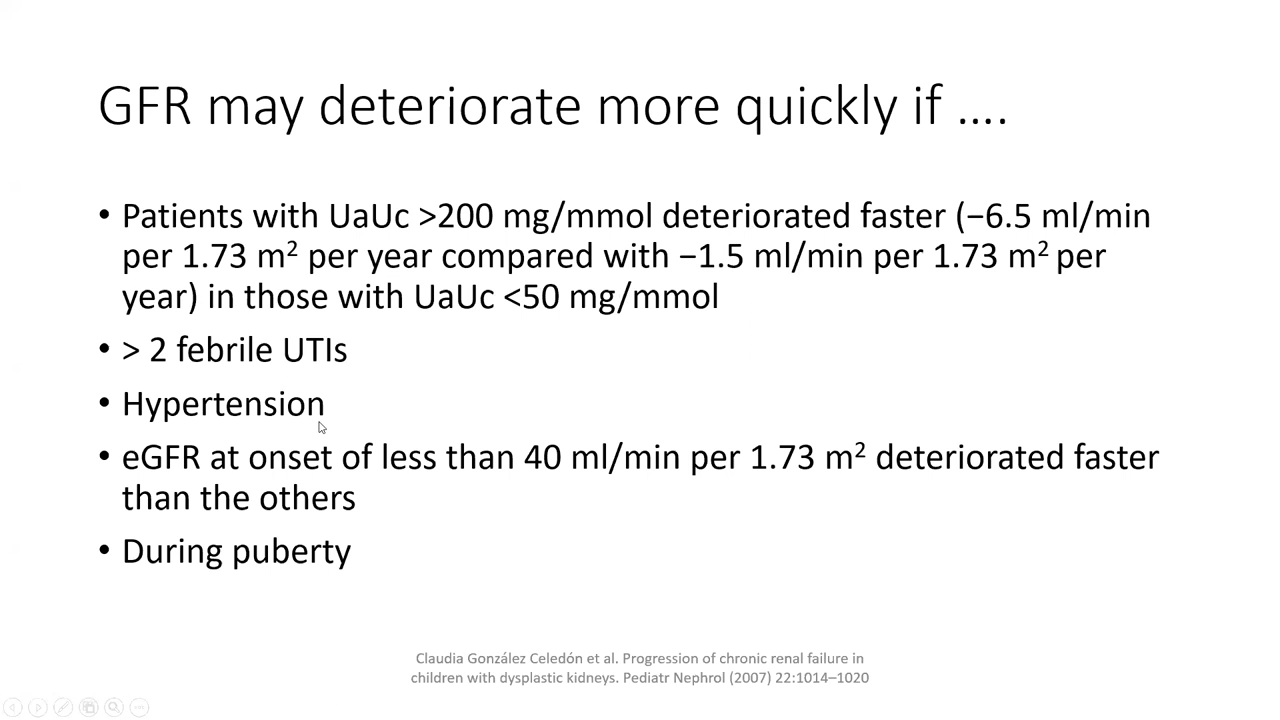 GFR may deteriorate more quickly if ....
• Patients with UaUc >200 mg/mmol deteriorated faster (−6.5 ml/min
per 1.73 m² per year compared with −1.5 ml/min per 1.73 m² per
year) in those with UaUc <50 mg/mmol
• > 2 febrile UTIs
• Hypertension
• eGFR at onset of less than 40 ml/min per 1.73 m² deteriorated faster
than the others
• During puberty
Claudia González Celedón et al. Progression of chronic renal failure in
children with dysplastic kidneys. Pediatr Nephrol (2007) 22:1014–1020